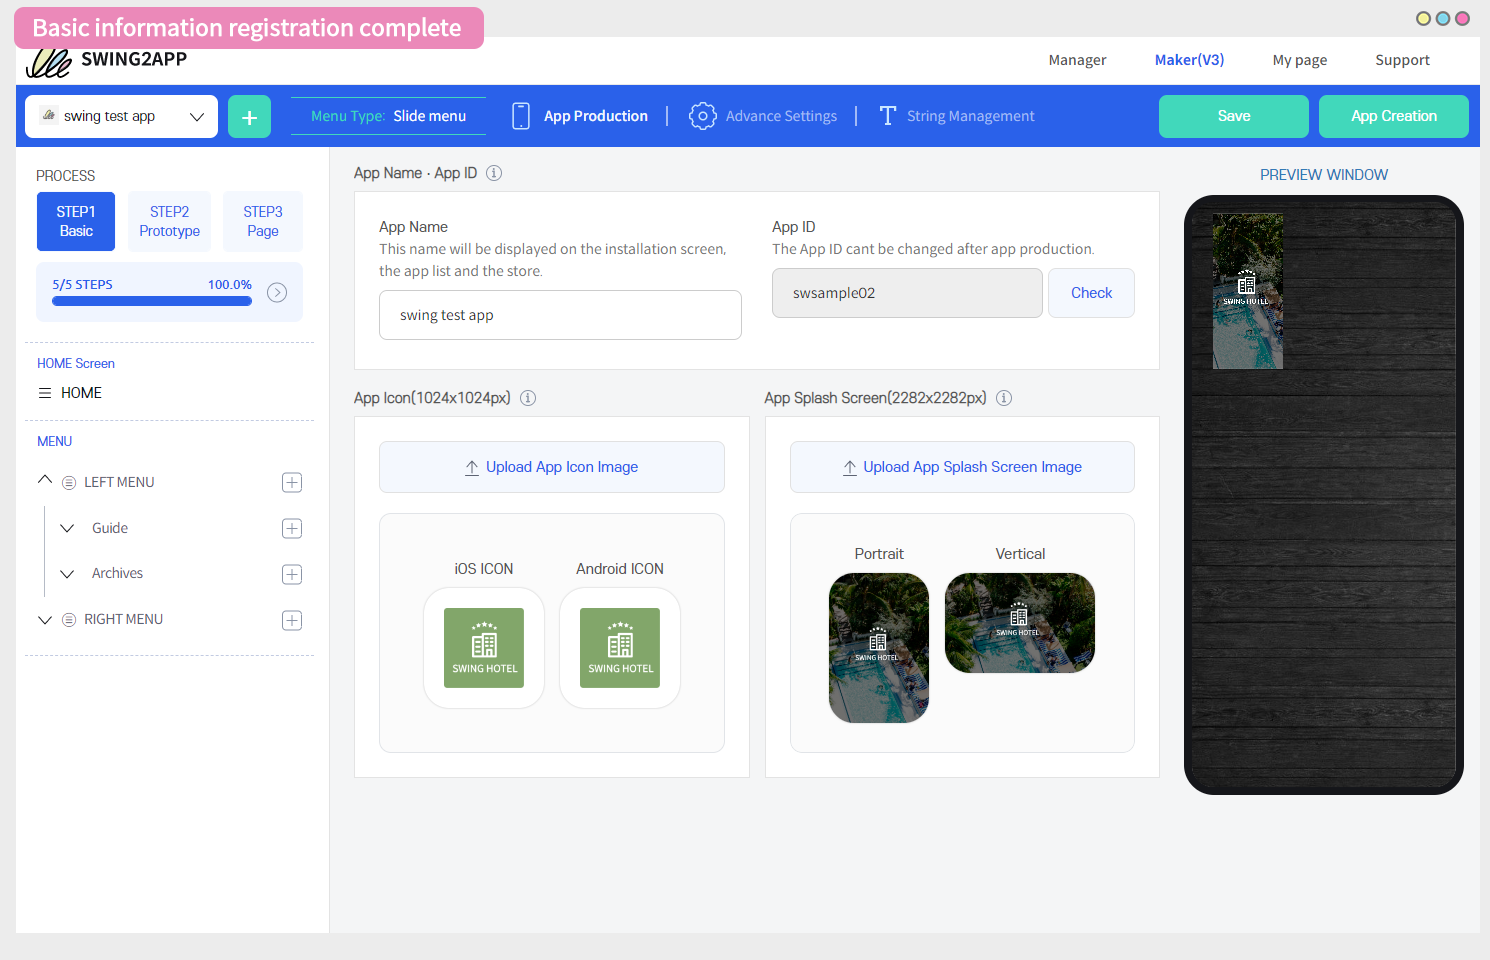 Basic information registration complete
SWING2APP
Manager
Maker(V3)
My page
Support
swing test app
Menu Type: Slide menu
App Production
Advance Settings
String Management
Save
App Creation
PROCESS
STEP1
Basic
STEP2
Prototype
STEP3
Page
5/5 STEPS
100.0%
HOME Screen
HOME
MENU
LEFT MENU
Guide
Archives
RIGHT MENU
App Name · App ID
App Name
This name will be displayed on the installation screen,
the app list and the store.
swing test app
App ID
The App ID cant be changed after app production.
swsample02
Check
App Icon(1024x1024px)
Upload App Icon Image
iOS ICON
Android ICON
SWING HOTEL
SWING HOTEL
App Splash Screen(2282x2282px)
Upload App Splash Screen Image
Portrait
Vertical
SWING HOTEL
SWING HOTEL
PREVIEW WINDOW
SWING HOTEL